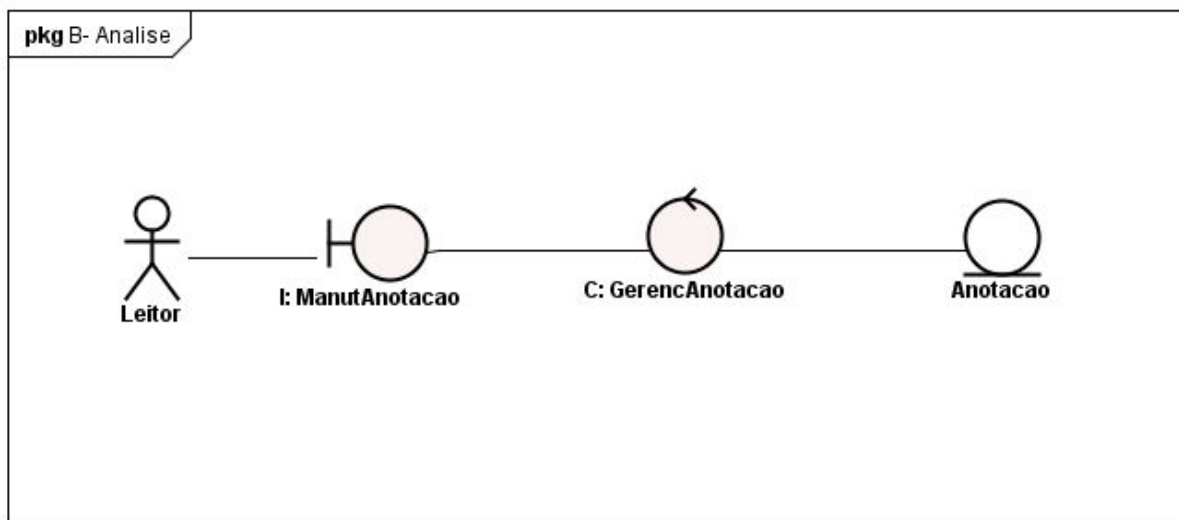 pkg B- Analise
Leitor
I: ManutAnotacao
C: GerencAnotacao
Anotacao